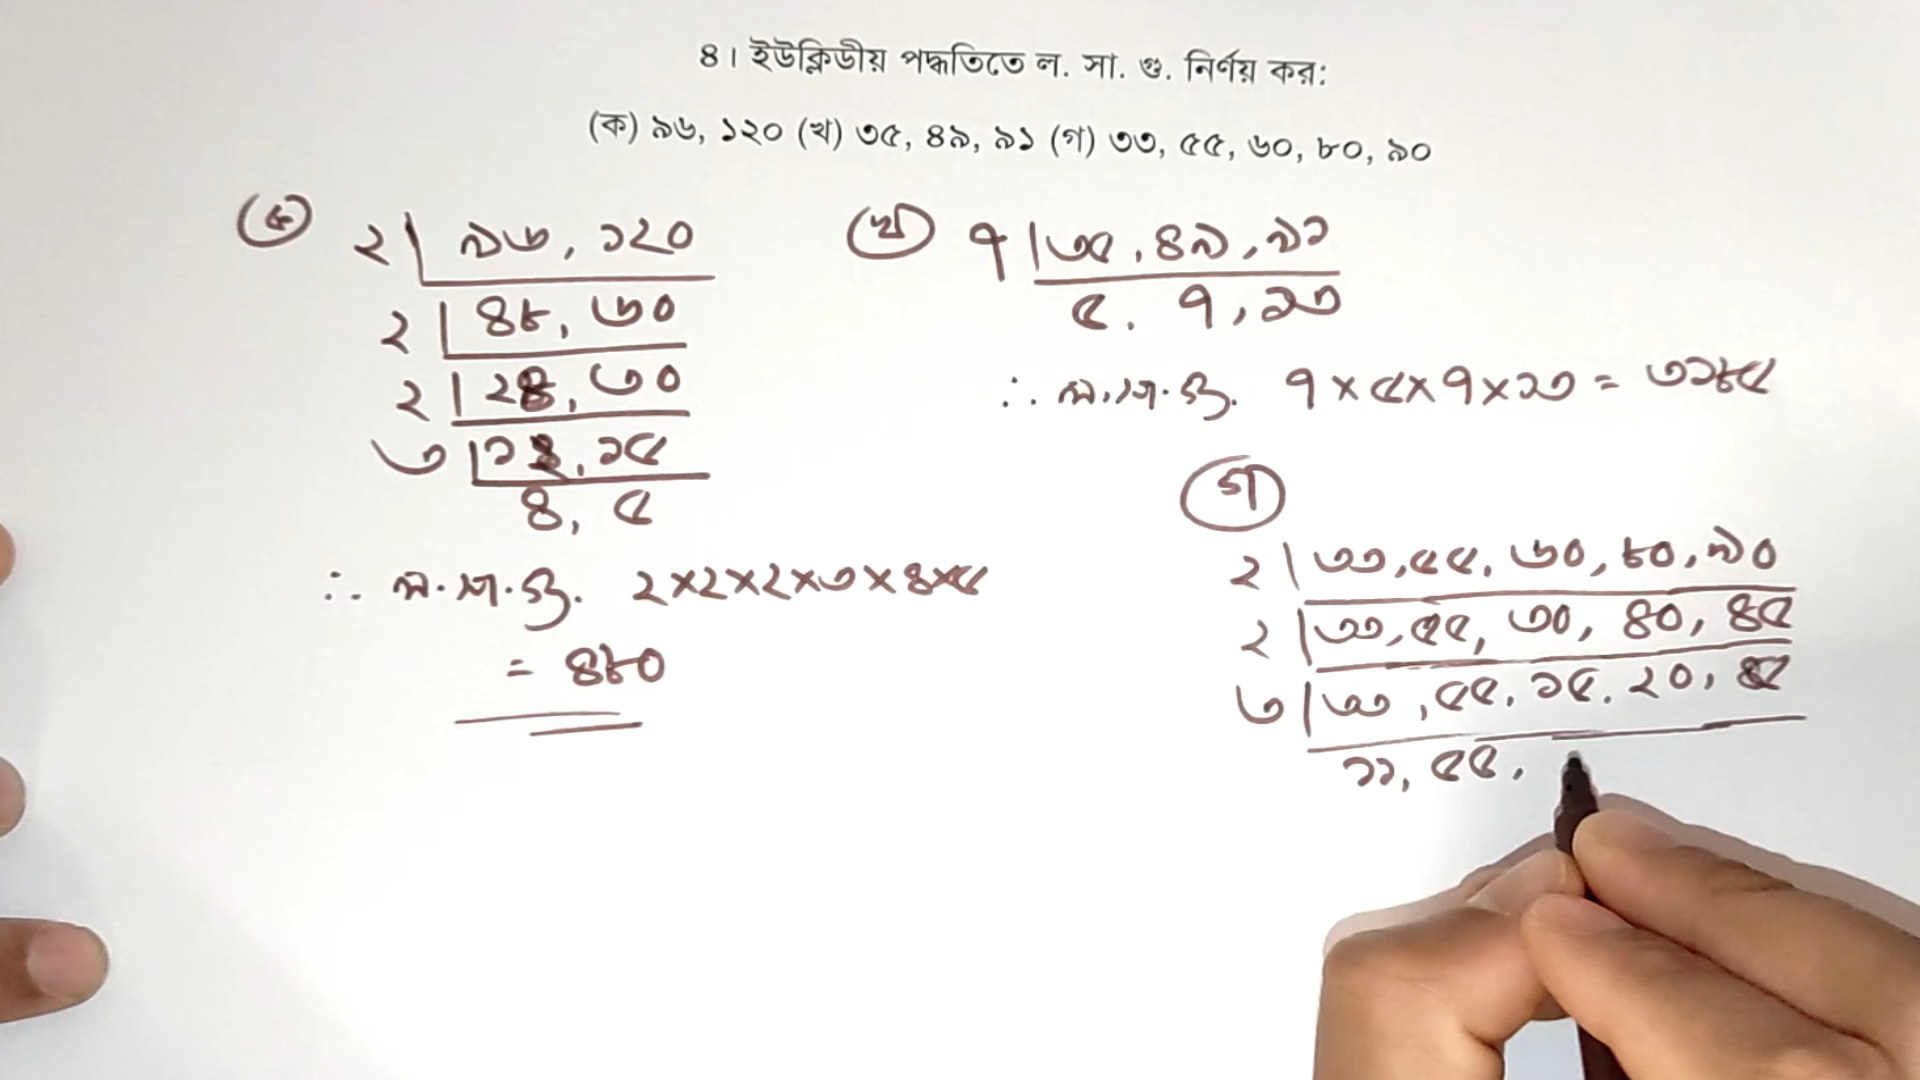 ৪। ইউক্লিডীয় পদ্ধতিতে ল. সা. গু. নির্ণয় কর:
(ক) ৯৬, ১২০ (খ) ৩৫, ৪৯, ৯১ (গ) ৩৩, ৫৫, ৬০, ৮০, ৯০
(ক)
২ | ৯৬, ১২০
২ | ৪৮, ৬০
২ | ২৪, ৩০
৩ | ১২, ১৫
৪, ৫
∴ ল.সা.গু. ২×২×২×৩×৪×৫
= ৪৮০
(খ)
৭ | ৩৫, ৪৯, ৯১
৫. ৭, ১৩
∴ ল.সা.গু. ৭×৫×৭×১৩ = ৩১৮৫
(গ)
২ | ৩৩, ৫৫, ৬০, ৮০, ৯০
২ | ৩৩, ৫৫, ৩০, ৪০, ৪৫
৩ | ৩৩, ৫৫, ১৫. ২০, ৪৫
১১, ৫৫,